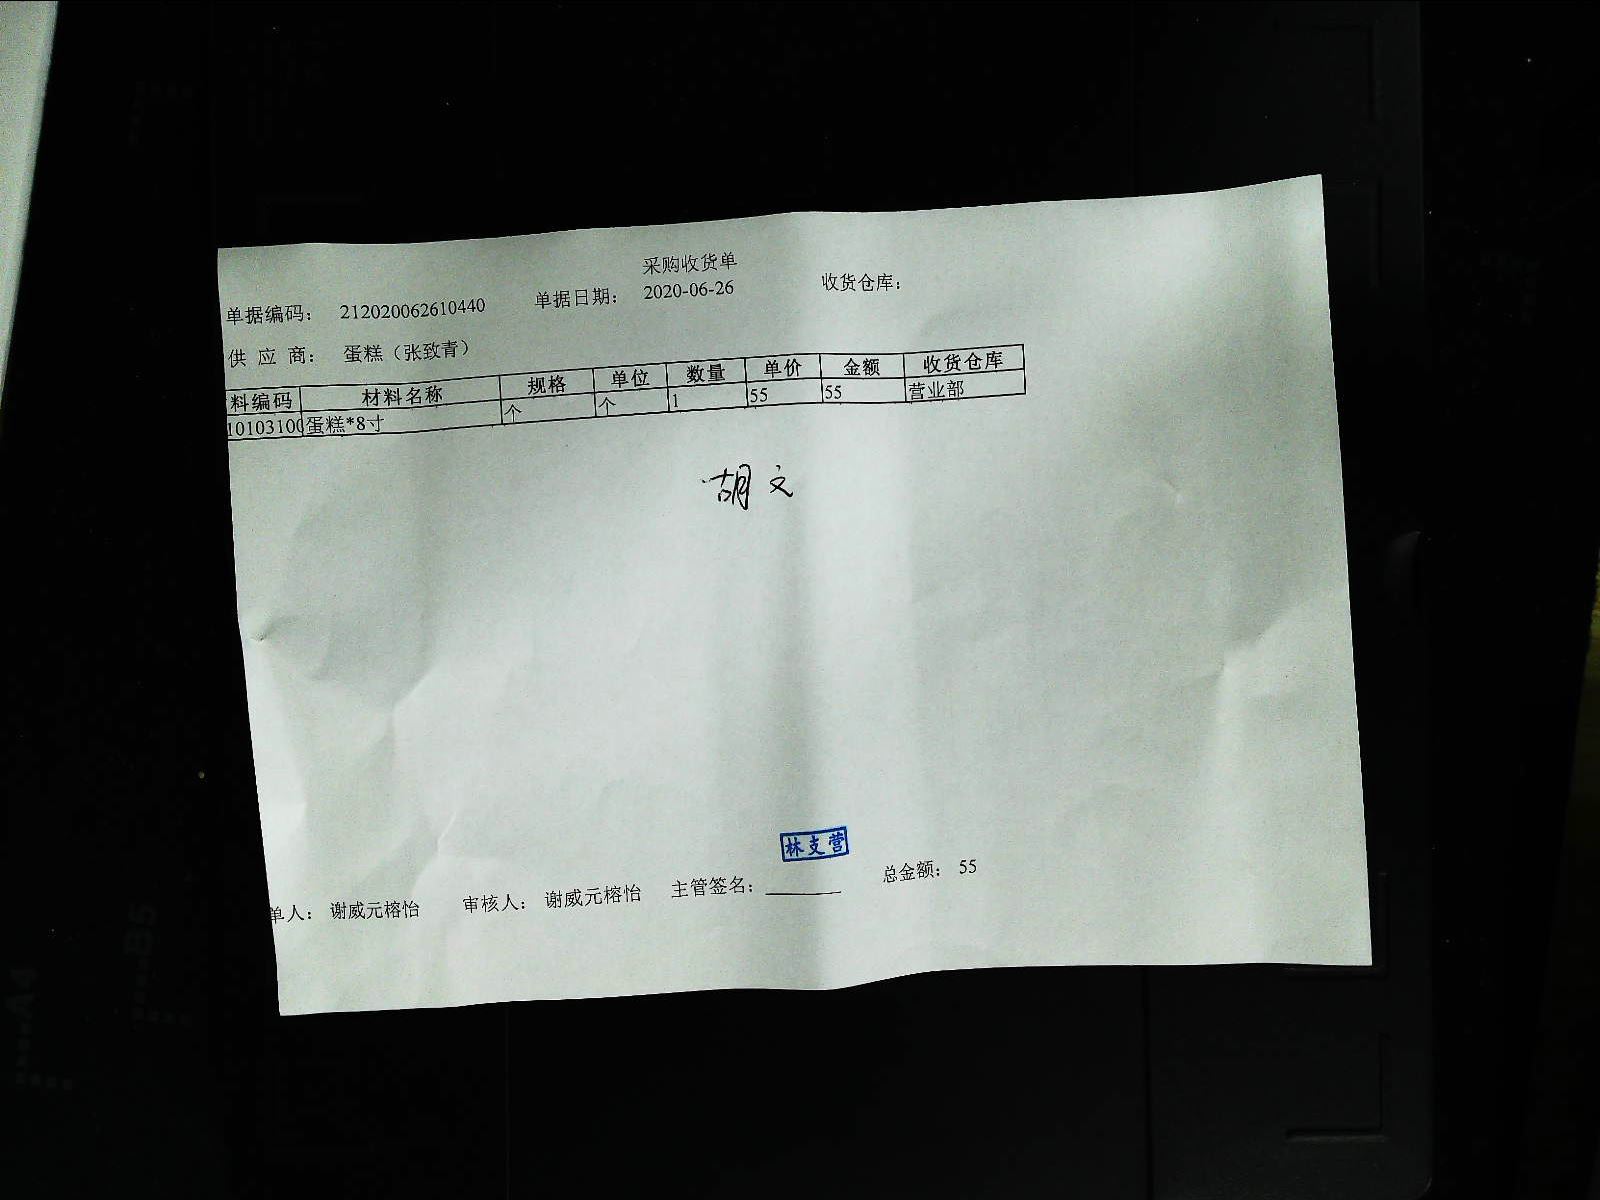 采购收货单
单据编码： 212020062610440 单据日期： 2020-06-26 收货仓库：
供 应 商： 蛋糕（张致青）
料编码 材料名称 规格 单位 数量 单价 金额 收货仓库
10103100 蛋糕*8寸 个 个 1 55 55 营业部
胡文
林支营
单人： 谢威元榕怡 审核人： 谢威元榕怡 主管签名： 总金额： 55
B5
A4